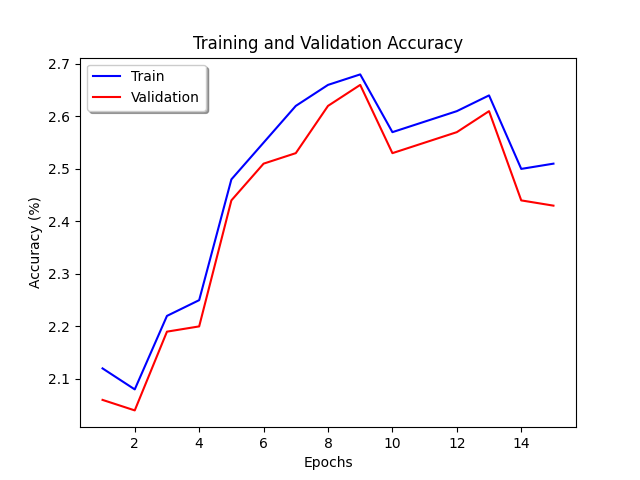 Training and Validation Accuracy
Train
Validation
2.7
2.6
2.5
2.4
2.3
2.2
2.1
Accuracy (%)
2 4 6 8 10 12 14
Epochs